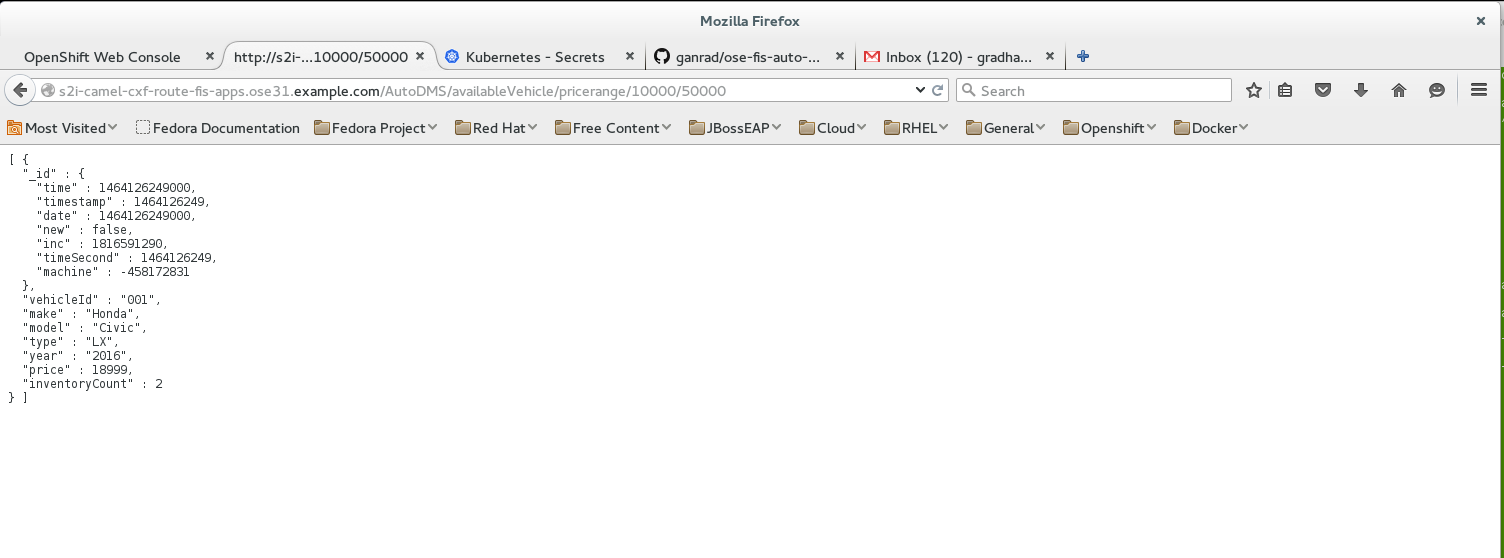 Mozilla Firefox
OpenShift Web Console
http://s2i-...10000/50000
Kubernetes - Secrets
ganrad/ose-fis-auto-...
Inbox (120) - gradha...
s2i-camel-cxf-route-fis-apps.ose31.example.com/AutoDMS/availableVehicle/pricerange/10000/50000
Search
Most Visited
Fedora Documentation
Fedora Project
Red Hat
Free Content
JBossEAP
Cloud
RHEL
General
Openshift
Docker
[ {
"_id" : {
"time" : 1464126249000,
"timestamp" : 1464126249,
"date" : 1464126249000,
"new" : false,
"inc" : 1816591290,
"timeSecond" : 1464126249,
"machine" : -458172831
},
"vehicleId" : "001",
"make" : "Honda",
"model" : "Civic",
"type" : "LX",
"year" : "2016",
"price" : 18999,
"inventoryCount" : 2
} ]